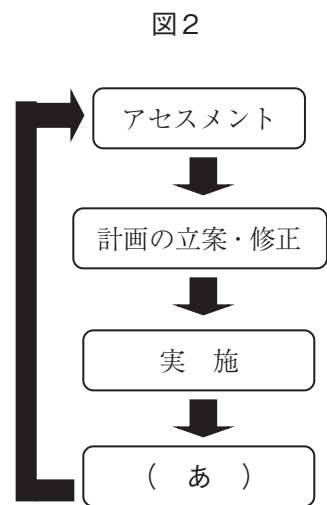 図２
アセスメント
計画の立案・修正
実　施
（　あ　）